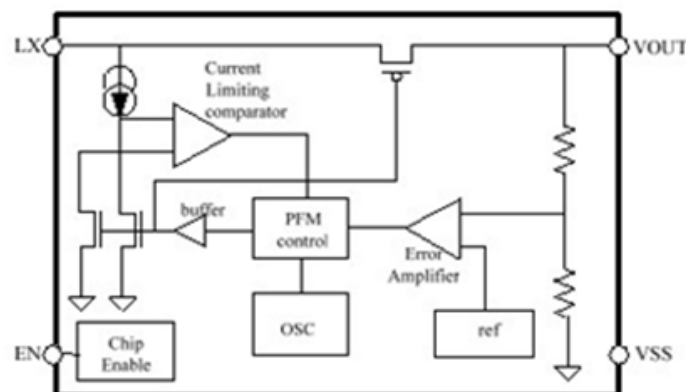 LX
VOUT
Current
Limiting
comparator
buffer
PFM
control
Error
Amplifier
OSC
ref
EN
Chip
Enable
VSS